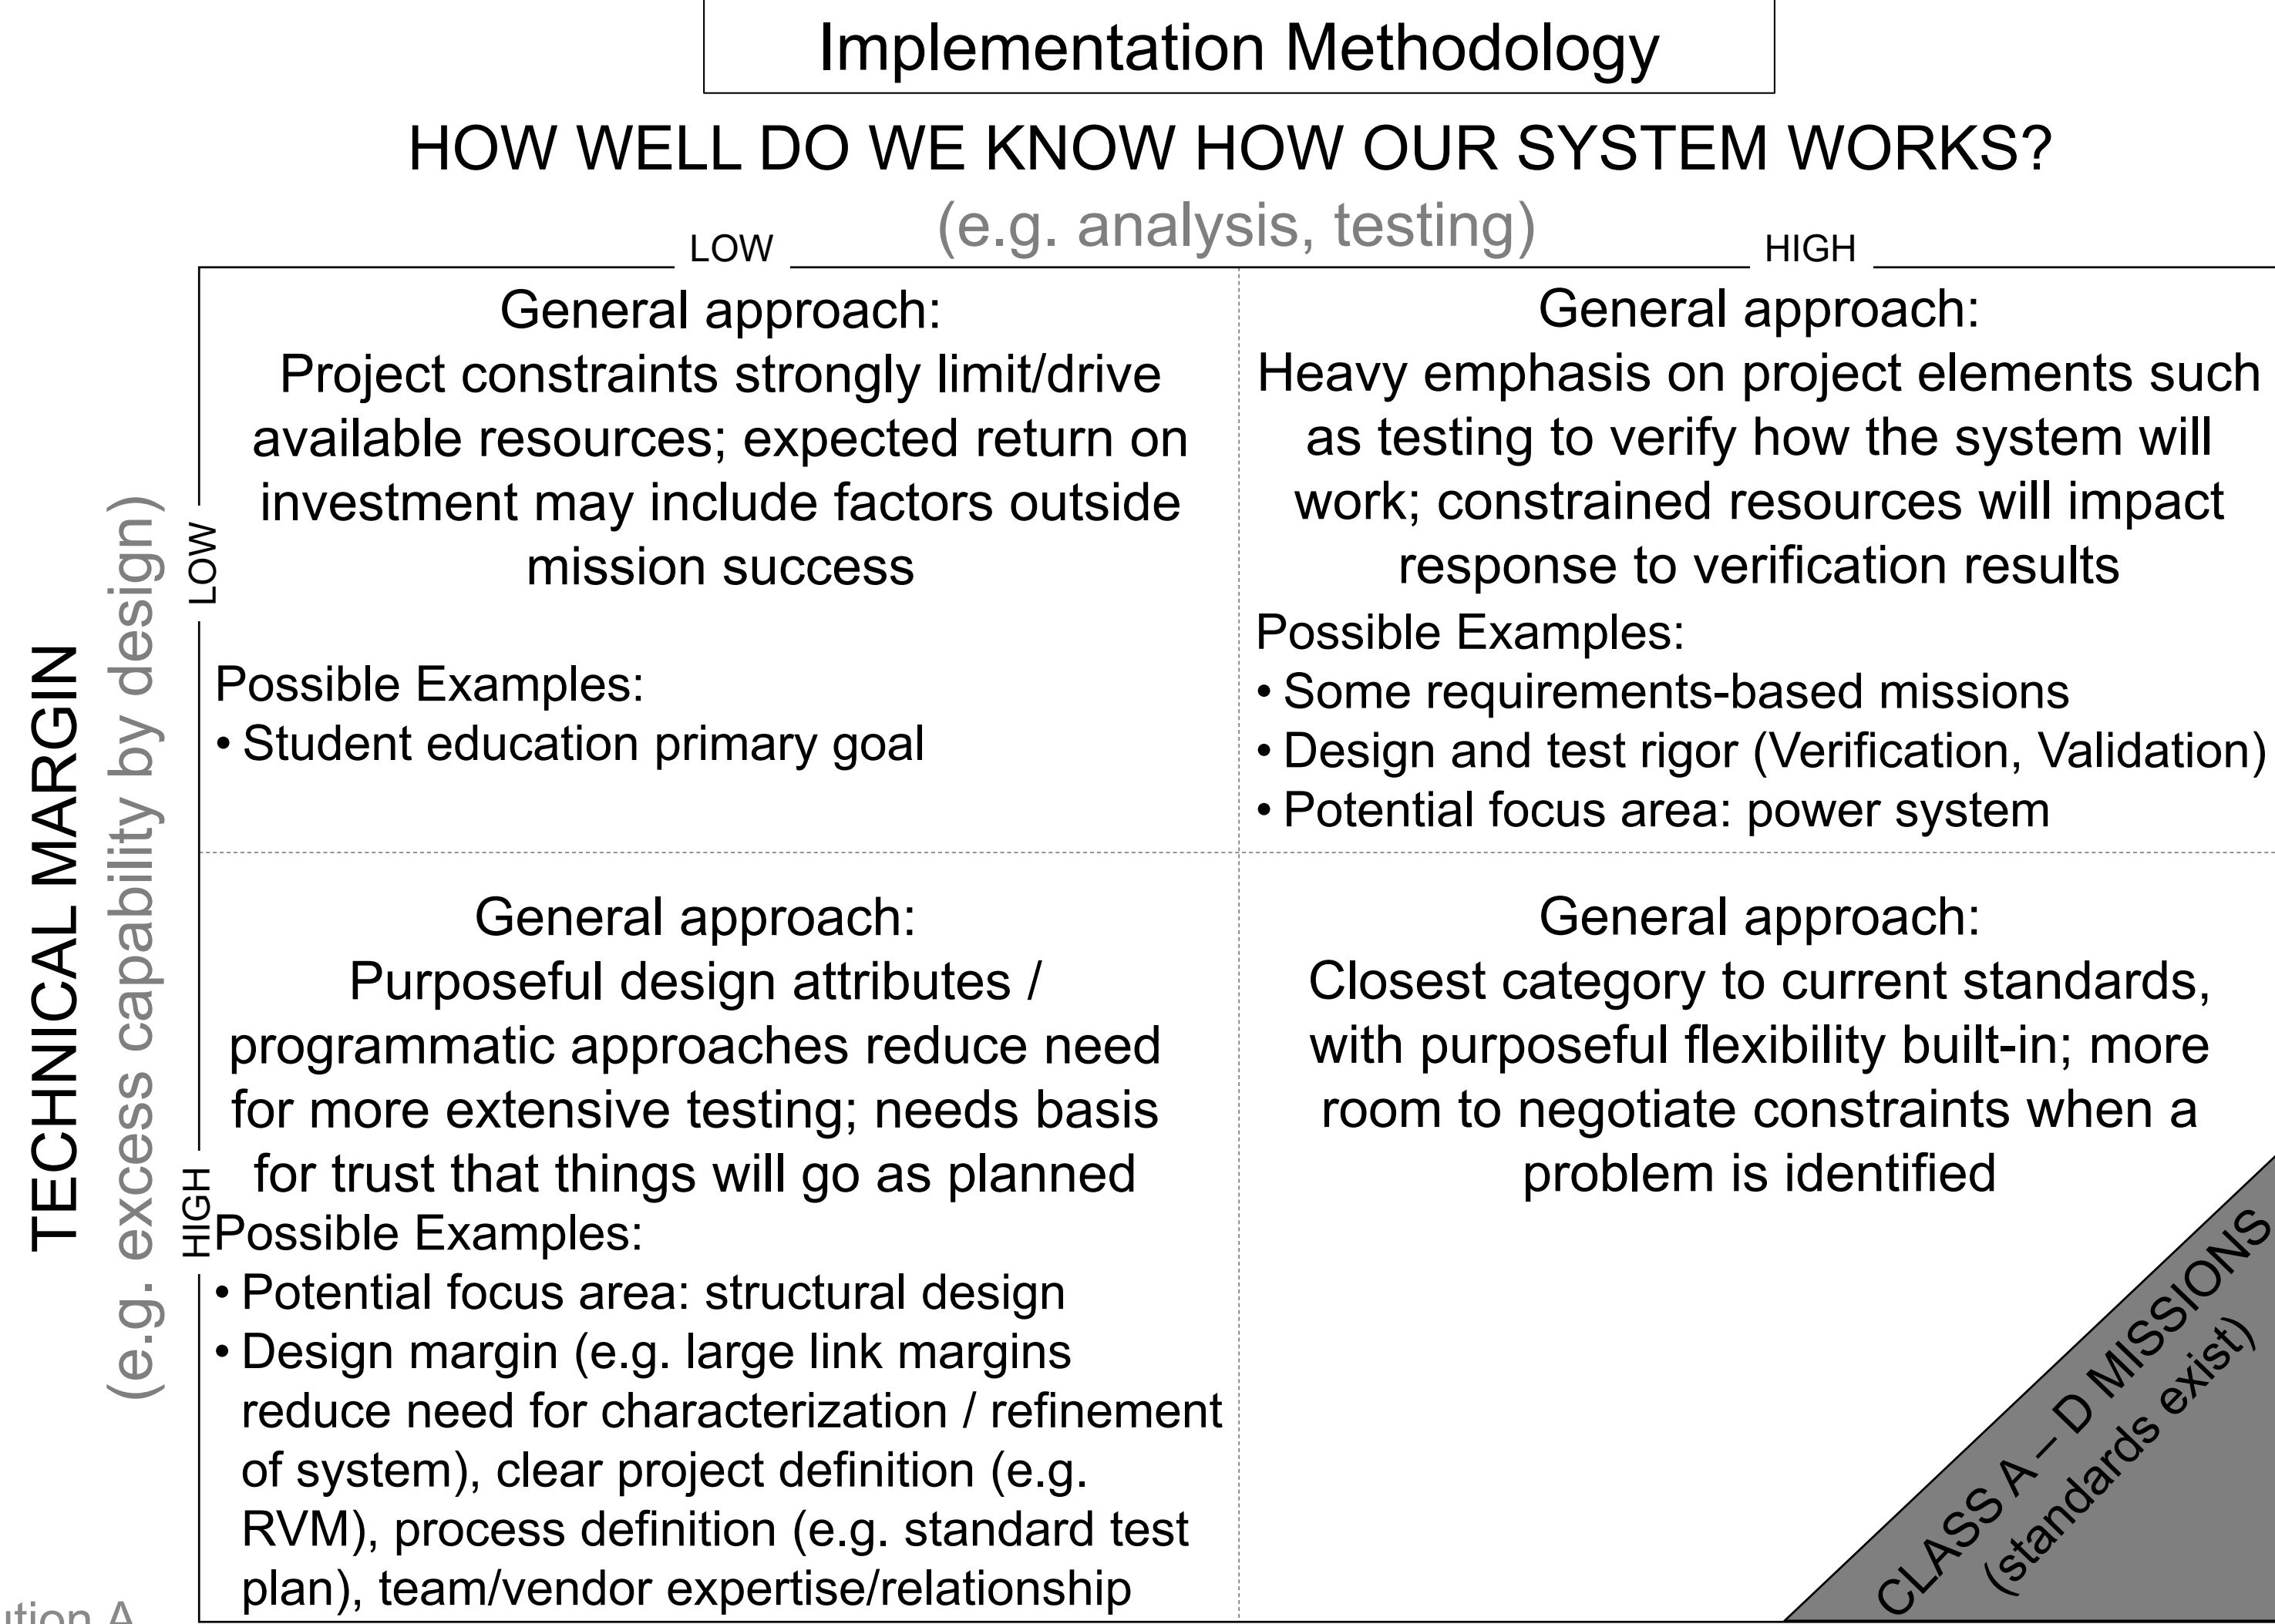 Implementation Methodology
HOW WELL DO WE KNOW HOW OUR SYSTEM WORKS?
(e.g. analysis, testing)
LOW
HIGH
TECHNICAL MARGIN
(e.g. excess capability by design)
LOW
HIGH
General approach:
Project constraints strongly limit/drive
available resources; expected return on
investment may include factors outside
mission success
Possible Examples:
• Student education primary goal
General approach:
Heavy emphasis on project elements such
as testing to verify how the system will
work; constrained resources will impact
response to verification results
Possible Examples:
• Some requirements-based missions
• Design and test rigor (Verification, Validation)
• Potential focus area: power system
General approach:
Purposeful design attributes /
programmatic approaches reduce need
for more extensive testing; needs basis
for trust that things will go as planned
Possible Examples:
• Potential focus area: structural design
• Design margin (e.g. large link margins
reduce need for characterization / refinement
of system), clear project definition (e.g.
RVM), process definition (e.g. standard test
plan), team/vendor expertise/relationship
General approach:
Closest category to current standards,
with purposeful flexibility built-in; more
room to negotiate constraints when a
problem is identified
CLASS A – D MISSIONS
(standards exist)